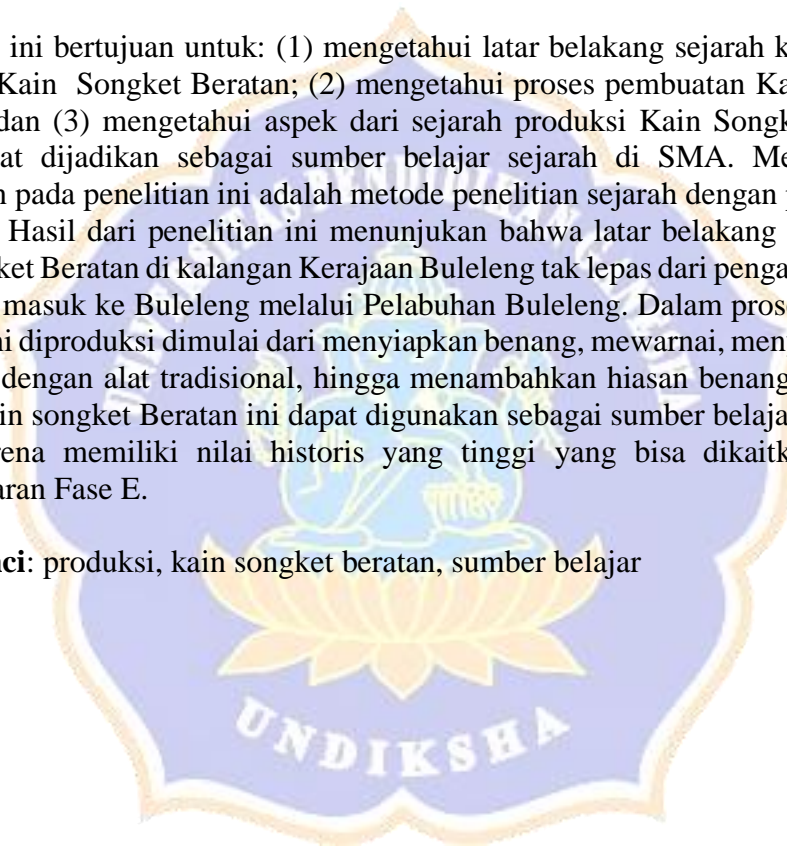 ini bertujuan untuk: (1) mengetahui latar belakang sejarah k
Kain Songket Beratan; (2) mengetahui proses pembuatan Ka
dan (3) mengetahui aspek dari sejarah produksi Kain Songk
at dijadikan sebagai sumber belajar sejarah di SMA. Me
n pada penelitian ini adalah metode penelitian sejarah dengan p
Hasil dari penelitian ini menunjukan bahwa latar belakang
ket Beratan di kalangan Kerajaan Buleleng tak lepas dari penga
masuk ke Buleleng melalui Pelabuhan Buleleng. Dalam prose
ni diproduksi dimulai dari menyiapkan benang, mewarnai, men
dengan alat tradisional, hingga menambahkan hiasan benang
in songket Beratan ini dapat digunakan sebagai sumber belaja
rena memiliki nilai historis yang tinggi yang bisa dikaitk
aran Fase E.
nci: produksi, kain songket beratan, sumber belajar
UNDIKSHA